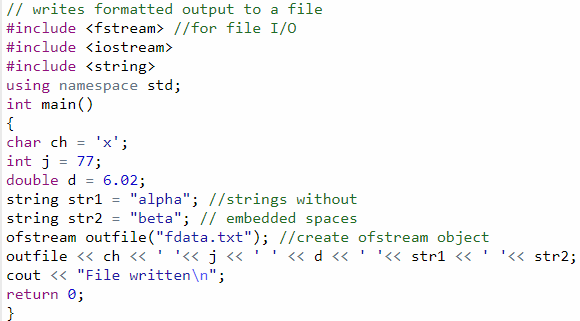 // writes formatted output to a file
#include <fstream> //for file I/O
#include <iostream>
#include <string>
using namespace std;
int main()
{
char ch = 'x';
int j = 77;
double d = 6.02;
string str1 = "alpha"; //strings without
string str2 = "beta"; // embedded spaces
ofstream outfile("fdata.txt"); //create ofstream object
outfile << ch << ' '<< j << ' ' << d << ' '<< str1 << ' '<< str2;
cout << "File written\n";
return 0;
}